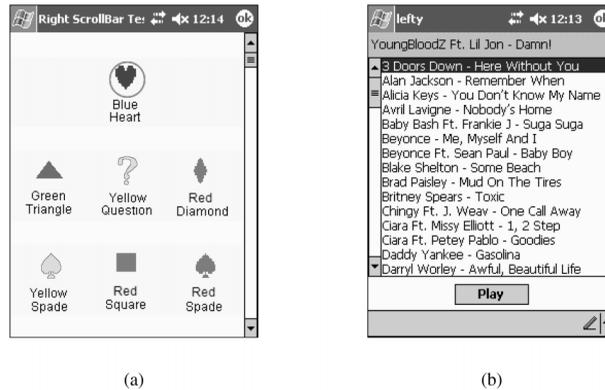 Right ScrollBar Tes 12:14 ok
Blue
Heart
Green
Triangle
Yellow
Question
Red
Diamond
Yellow
Spade
Red
Square
Red
Spade
(a)
lefty 12:13 ok
YoungBloodZ Ft. Lil Jon - Damn!
3 Doors Down - Here Without You
Alan Jackson - Remember When
Alicia Keys - You Don't Know My Name
Avril Lavigne - Nobody's Home
Baby Bash Ft. Frankie J - Suga Suga
Beyonce - Me, Myself And I
Beyonce Ft. Sean Paul - Baby Boy
Blake Shelton - Some Beach
Brad Paisley - Mud On The Tires
Britney Spears - Toxic
Chingy Ft. J. Weav - One Call Away
Ciara Ft. Missy Elliott - 1, 2 Step
Ciara Ft. Petey Pablo - Goodies
Daddy Yankee - Gasolina
Darryl Worley - Awful, Beautiful Life
Play
(b)